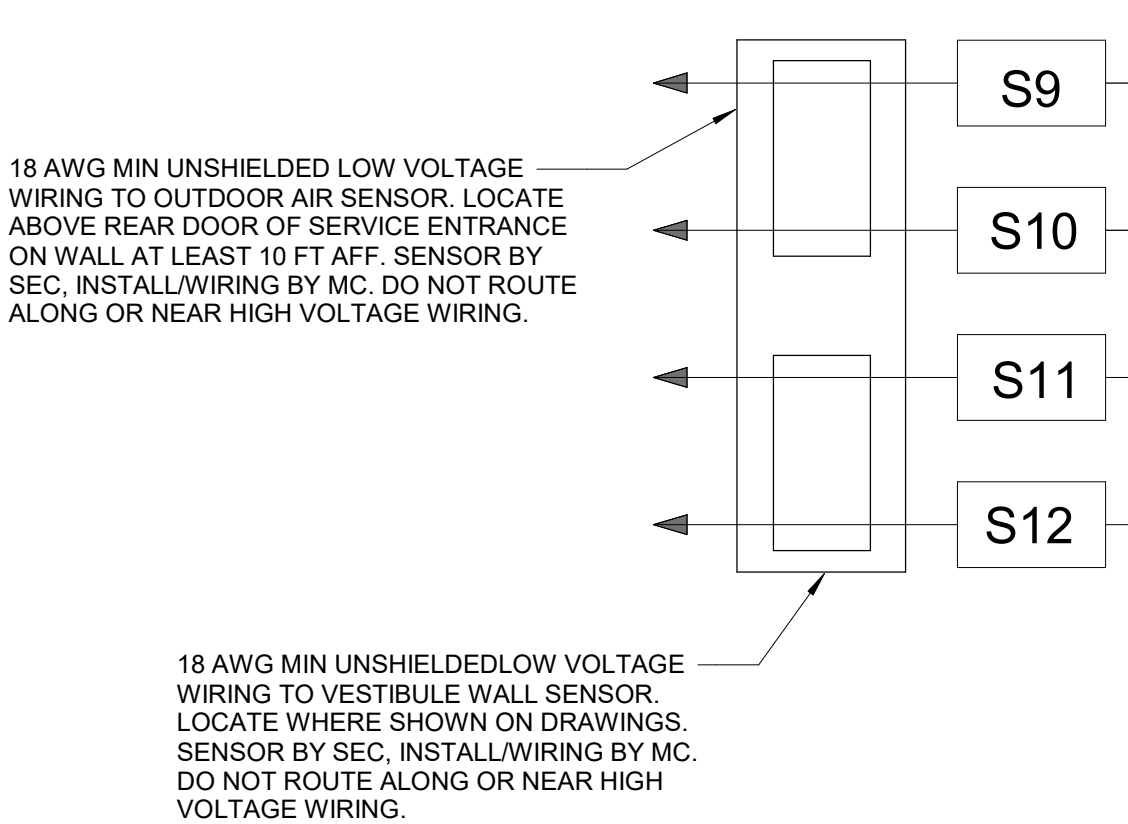 S9
18 AWG MIN UNSHIELDED LOW VOLTAGE
WIRING TO OUTDOOR AIR SENSOR. LOCATE
ABOVE REAR DOOR OF SERVICE ENTRANCE
ON WALL AT LEAST 10 FT AFF. SENSOR BY
SEC, INSTALL/WIRING BY MC. DO NOT ROUTE
ALONG OR NEAR HIGH VOLTAGE WIRING.
S10
S11
S12
18 AWG MIN UNSHIELDEDLOW VOLTAGE
WIRING TO VESTIBULE WALL SENSOR.
LOCATE WHERE SHOWN ON DRAWINGS.
SENSOR BY SEC, INSTALL/WIRING BY MC.
DO NOT ROUTE ALONG OR NEAR HIGH
VOLTAGE WIRING.